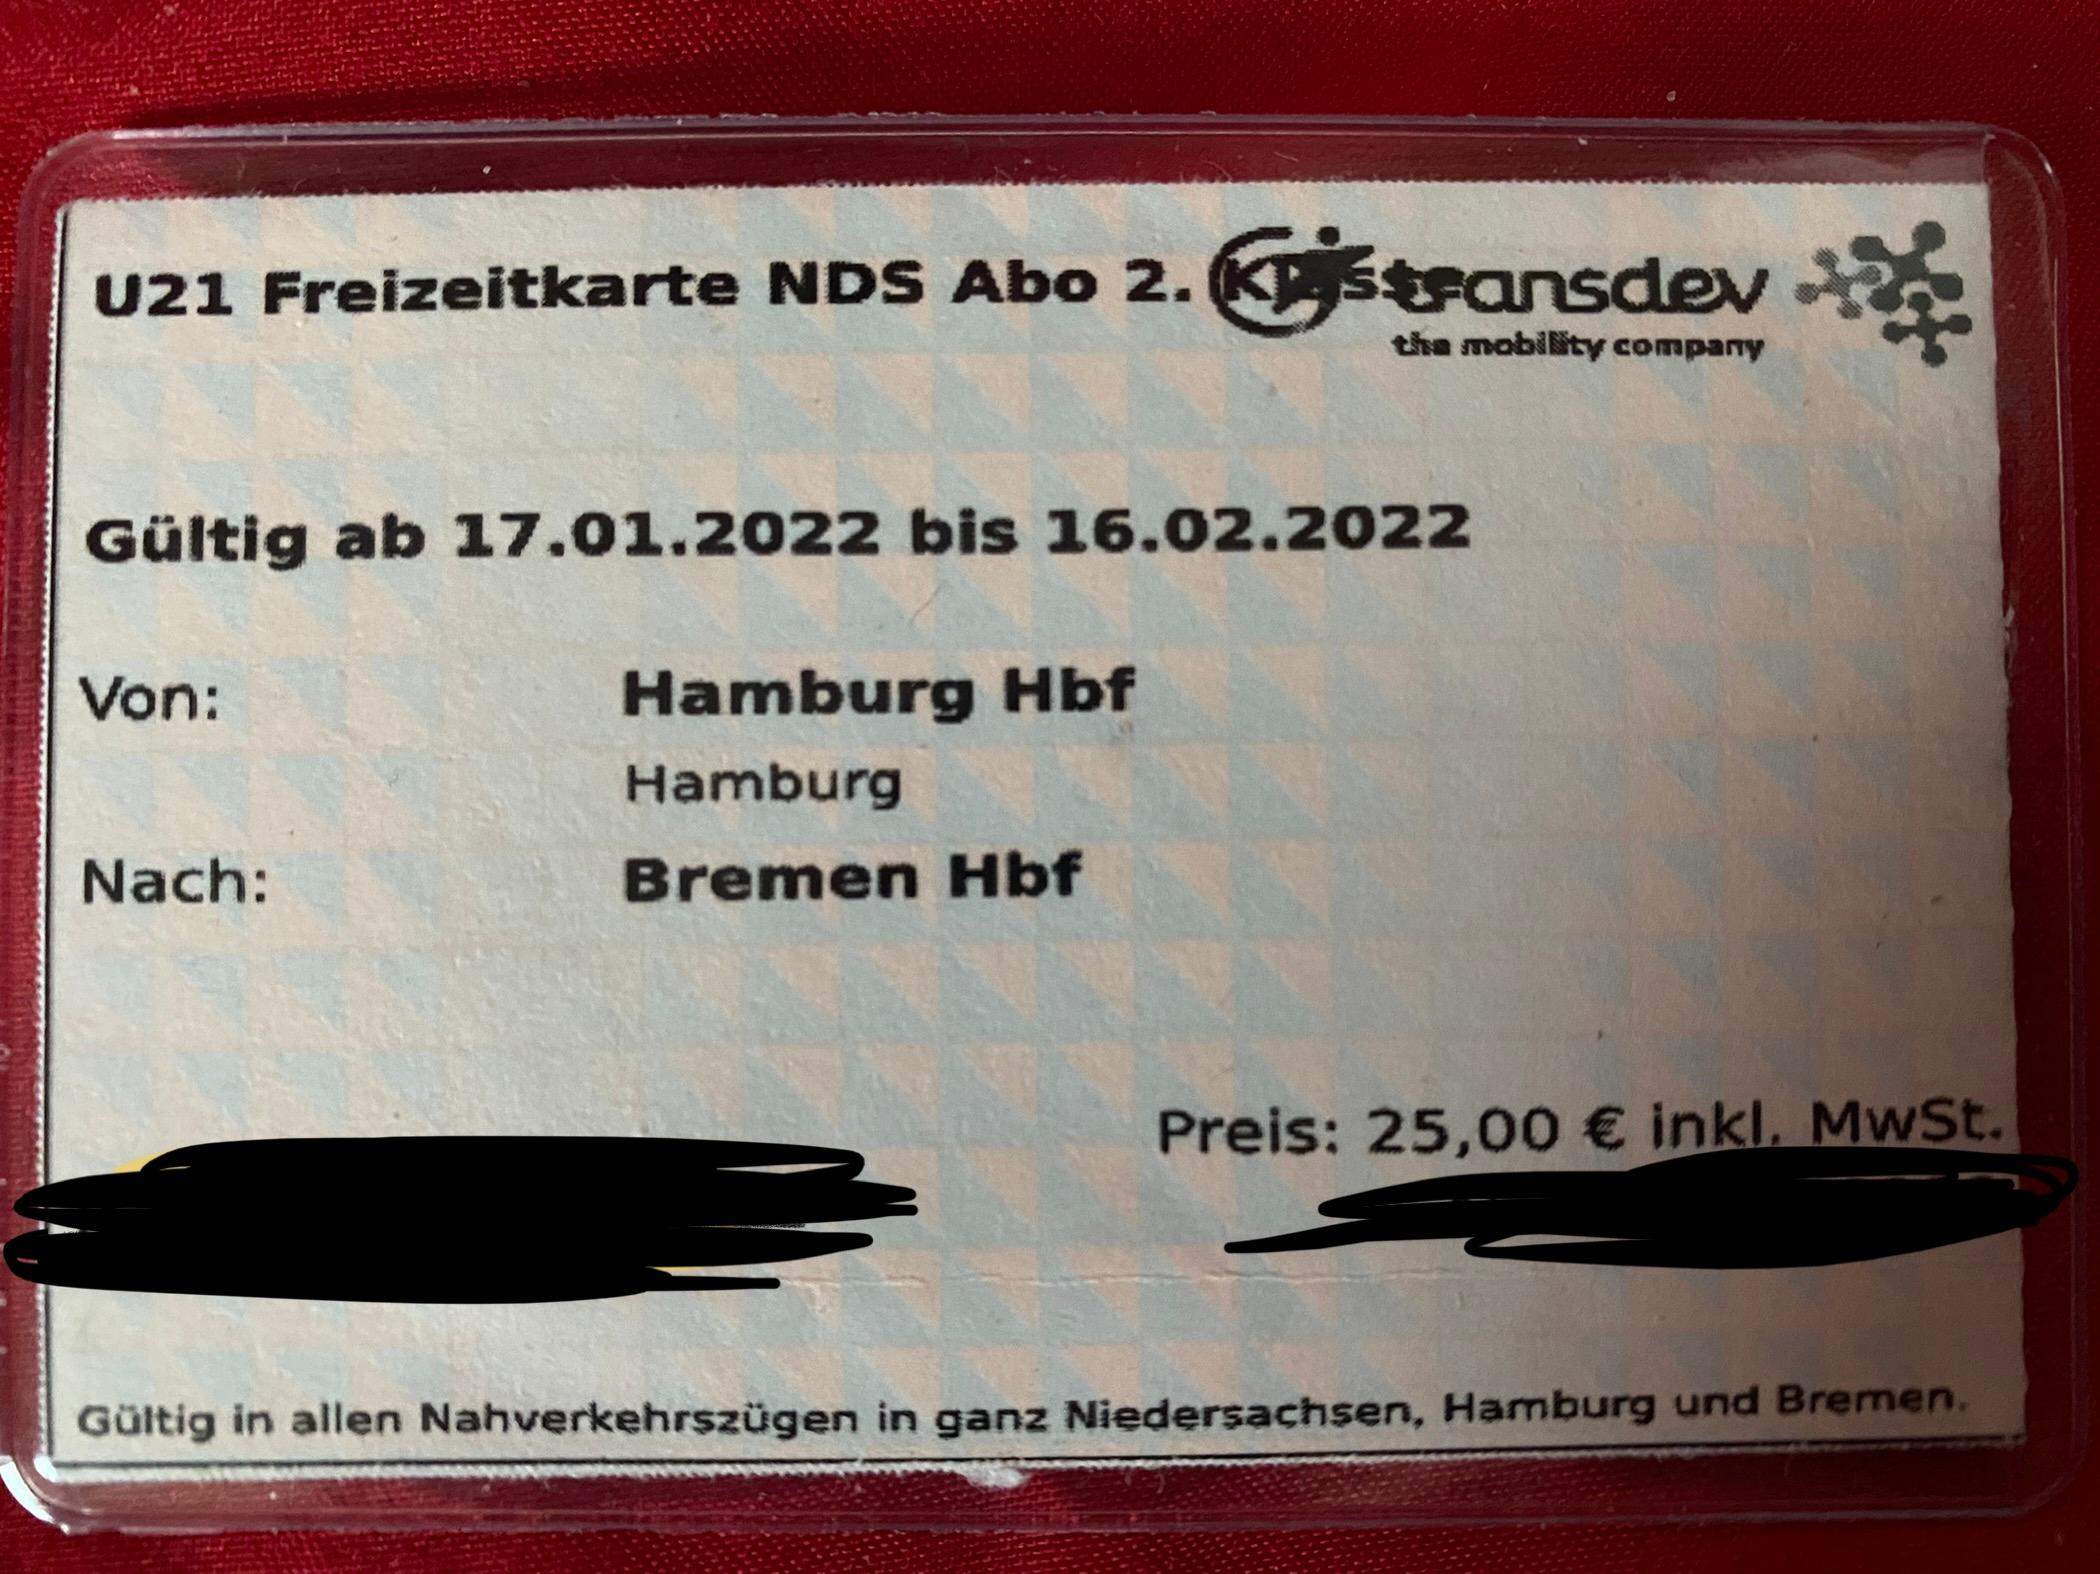 U21 Freizeitkarte NDS Abo 2.
transdev
the mobility company
Gültig ab 17.01.2022 bis 16.02.2022
Von: Hamburg Hbf
Hamburg
Nach: Bremen Hbf
Preis: 25,00 € inkl. MwSt.
Gültig in allen Nahverkehrszügen in ganz Niedersachsen, Hamburg und Bremen.